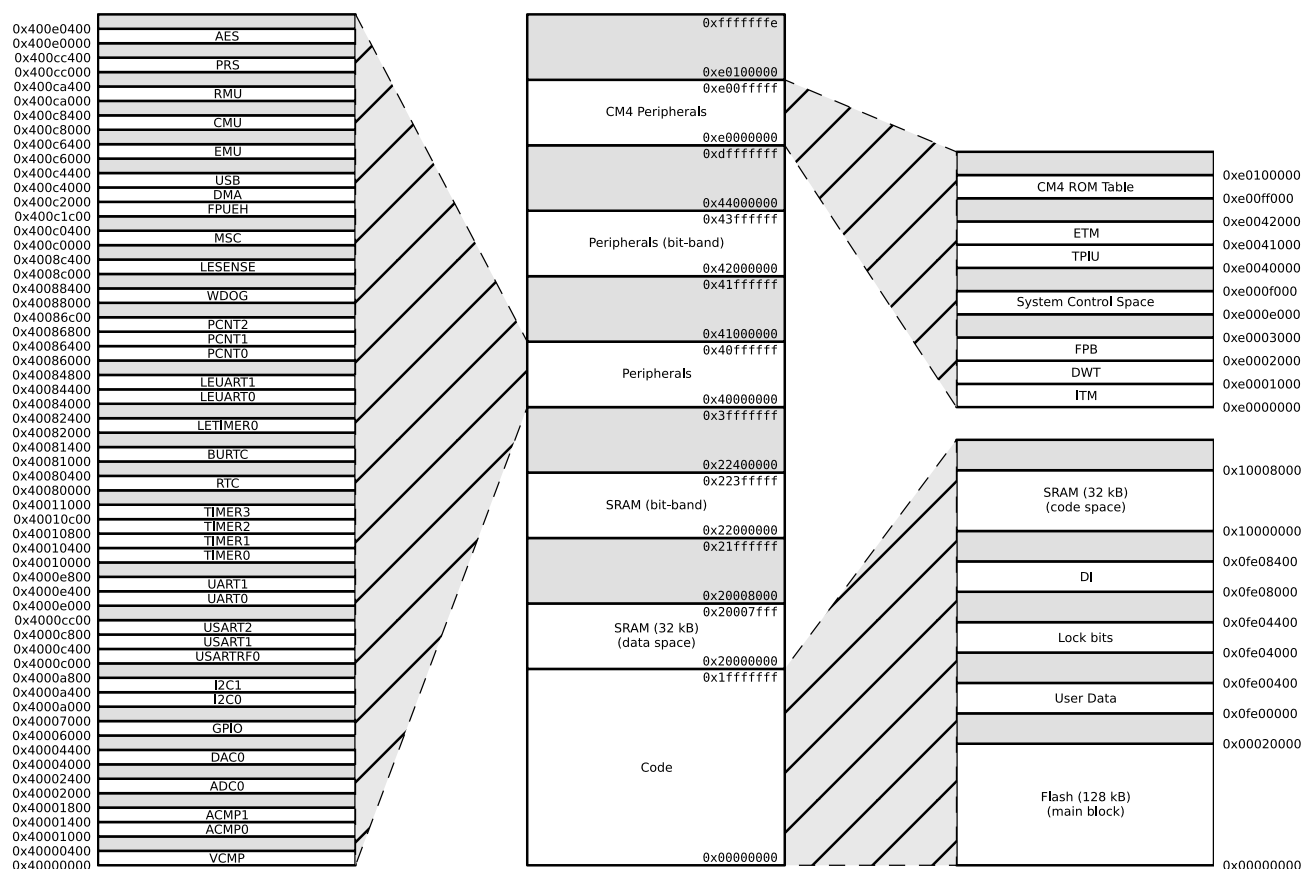 0x400e0400
AES
0x400e0000
0x400cc400
PRS
0x400cc000
0x400ca400
RMU
0x400ca000
0x400c8400
CMU
0x400c8000
0x400c6400
EMU
0x400c6000
0x400c4400
USB
0x400c4000
DMA
0x400c2000
FPUEH
0x400c1c00
0x400c0400
MSC
0x400c0000
0x4008c400
LESENSE
0x4008c000
0x40088400
WDOG
0x40088000
0x40086c00
PCNT2
0x40086800
PCNT1
0x40086400
PCNT0
0x40086000
0x40084800
LEUART1
0x40084400
LEUART0
0x40084000
0x40082400
LETIMER0
0x40082000
0x40081400
BURTC
0x40081000
0x40080400
RTC
0x40080000
0x40011000
TIMER3
0x40010c00
TIMER2
0x40010800
TIMER1
0x40010400
TIMER0
0x40010000
0x4000e800
UART1
0x4000e400
UART0
0x4000e000
0x4000cc00
USART2
0x4000c800
USART1
0x4000c400
USARTRF0
0x4000c000
0x4000a800
I2C1
0x4000a400
I2C0
0x4000a000
0x40007000
GPIO
0x40006000
0x40004400
DAC0
0x40004000
0x40002400
ADC0
0x40002000
0x40001800
ACMP1
0x40001400
ACMP0
0x40001000
0x40000400
VCMP
0x40000000
0xfffffffe
0xe0100000
0xe00fffff
CM4 Peripherals
0xe0000000
0xdfffffff
0x44000000
0x43ffffff
Peripherals (bit-band)
0x42000000
0x41ffffff
0x41000000
0x40ffffff
Peripherals
0x40000000
0x3fffffff
0x22400000
0x223fffff
SRAM (bit-band)
0x22000000
0x21ffffff
0x20008000
0x20007fff
SRAM (32 kB)
(data space)
0x20000000
0x1fffffff
Code
0x00000000
0xe0100000
CM4 ROM Table
0xe00ff000
0xe0042000
ETM
0xe0041000
TPIU
0xe0040000
0xe000f000
System Control Space
0xe000e000
0xe0003000
FPB
0xe0002000
DWT
0xe0001000
ITM
0xe0000000
0x10008000
SRAM (32 kB)
(code space)
0x10000000
0x0fe08400
DI
0x0fe08000
0x0fe04400
Lock bits
0x0fe04000
0x0fe00400
User Data
0x0fe00000
0x00020000
Flash (128 kB)
(main block)
0x00000000